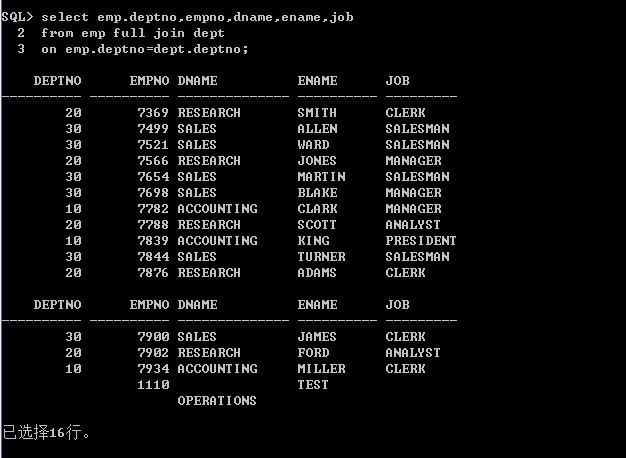 SQL> select emp.deptno,empno,dname,ename,job
  2  from emp full join dept
  3  on emp.deptno=dept.deptno;
    DEPTNO      EMPNO DNAME          ENAME      JOB
---------- ---------- -------------- ---------- ---------
        20       7369 RESEARCH       SMITH      CLERK
        30       7499 SALES          ALLEN      SALESMAN
        30       7521 SALES          WARD       SALESMAN
        20       7566 RESEARCH       JONES      MANAGER
        30       7654 SALES          MARTIN     SALESMAN
        30       7698 SALES          BLAKE      MANAGER
        10       7782 ACCOUNTING     CLARK      MANAGER
        20       7788 RESEARCH       SCOTT      ANALYST
        10       7839 ACCOUNTING     KING       PRESIDENT
        30       7844 SALES          TURNER     SALESMAN
        20       7876 RESEARCH       ADAMS      CLERK
    DEPTNO      EMPNO DNAME          ENAME      JOB
---------- ---------- -------------- ---------- ---------
        30       7900 SALES          JAMES      CLERK
        20       7902 RESEARCH       FORD       ANALYST
        10       7934 ACCOUNTING     MILLER     CLERK
                 1110                TEST
                      OPERATIONS
已选择16行。